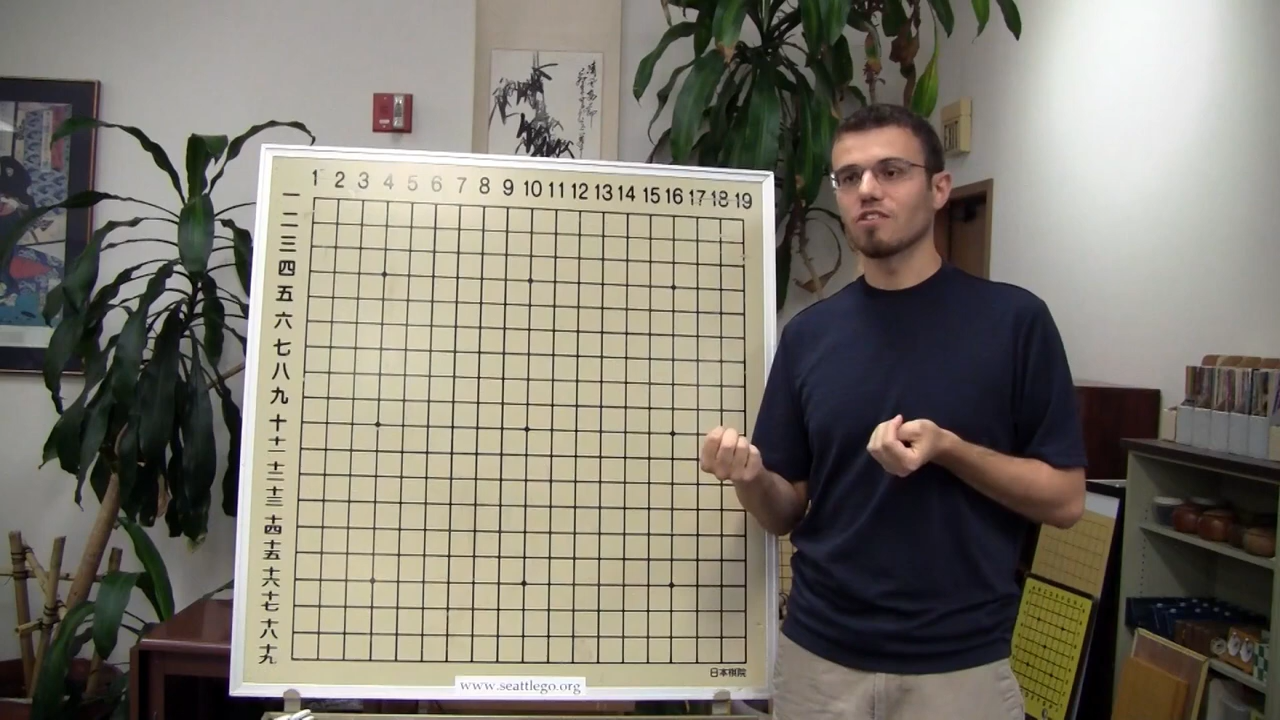 1 2 3 4 5 6 7 8 9 10 11 12 13 14 15 16 17 18 19
一
二
三
四
五
六
七
八
九
十
十一
十二
十三
十四
十五
十六
十七
十八
十九
日本棋院
www.seattlego.org
EXIT